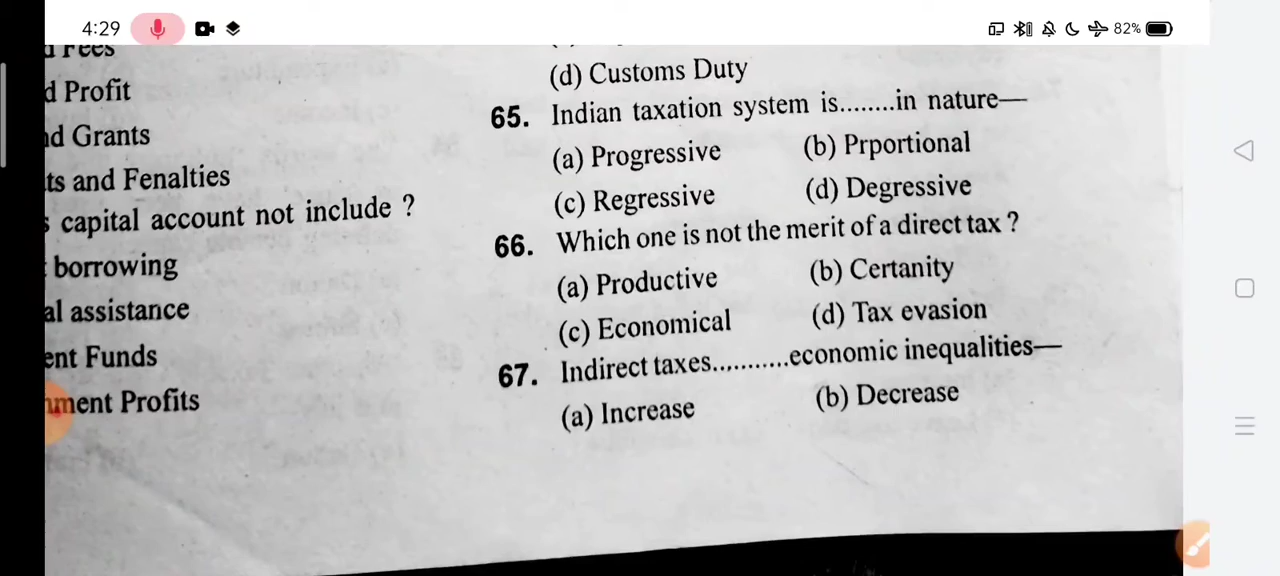 4:29
82%
d Profit
nd Grants
ts and Fenalties
s capital account not include ?
borrowing
al assistance
ent Funds
nment Profits
(d) Customs Duty
65. Indian taxation system is........in nature—
(a) Progressive (b) Prportional
(c) Regressive (d) Degressive
66. Which one is not the merit of a direct tax ?
(a) Productive (b) Certanity
(c) Economical (d) Tax evasion
67. Indirect taxes...........economic inequalities—
(a) Increase (b) Decrease